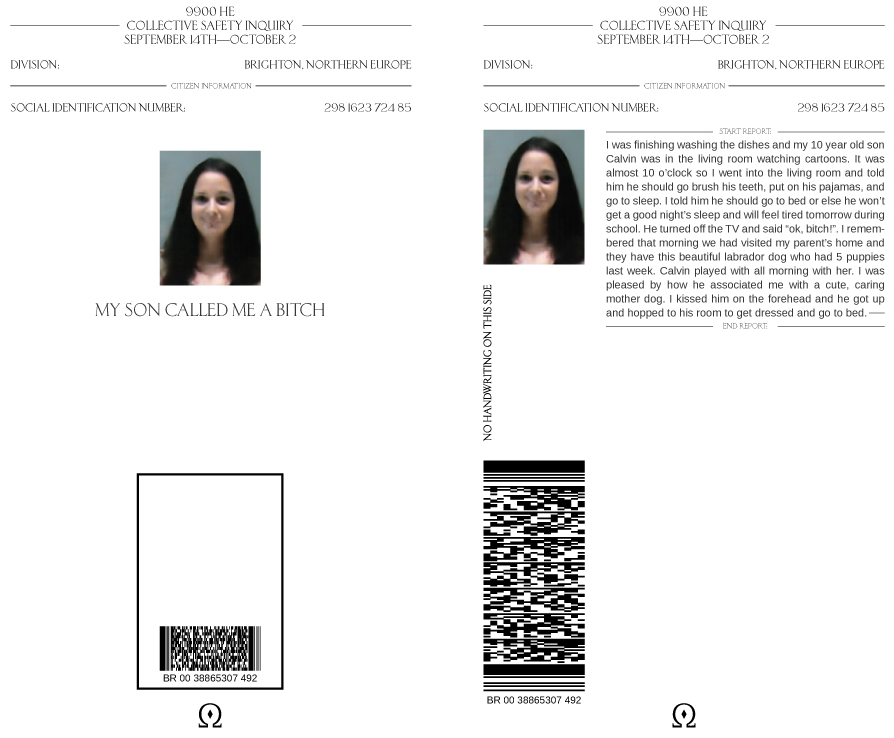 9900 HE
COLLECTIVE SAFETY INQUIRY
SEPTEMBER 14TH—OCTOBER 2
DIVISION: BRIGHTON, NORTHERN EUROPE
CITIZEN INFORMATION
SOCIAL IDENTIFICATION NUMBER: 298 1623 724 85
MY SON CALLED ME A BITCH
BR 00 38865307 492
9900 HE
COLLECTIVE SAFETY INQUIRY
SEPTEMBER 14TH—OCTOBER 2
DIVISION: BRIGHTON, NORTHERN EUROPE
CITIZEN INFORMATION
SOCIAL IDENTIFICATION NUMBER: 298 1623 724 85
START REPORT:
I was finishing washing the dishes and my 10 year old son
Calvin was in the living room watching cartoons. It was
almost 10 o'clock so I went into the living room and told
him he should go brush his teeth, put on his pajamas, and
go to sleep. I told him he should go to bed or else he won't
get a good night's sleep and will feel tired tomorrow during
school. He turned off the TV and said “ok, bitch!”. I remem-
bered that morning we had visited my parent's home and
they have this beautiful labrador dog who had 5 puppies
last week. Calvin played with all morning with her. I was
pleased by how he associated me with a cute, caring
mother dog. I kissed him on the forehead and he got up
and hopped to his room to get dressed and go to bed. —
END REPORT:
NO HANDWRITING ON THIS SIDE
BR 00 38865307 492